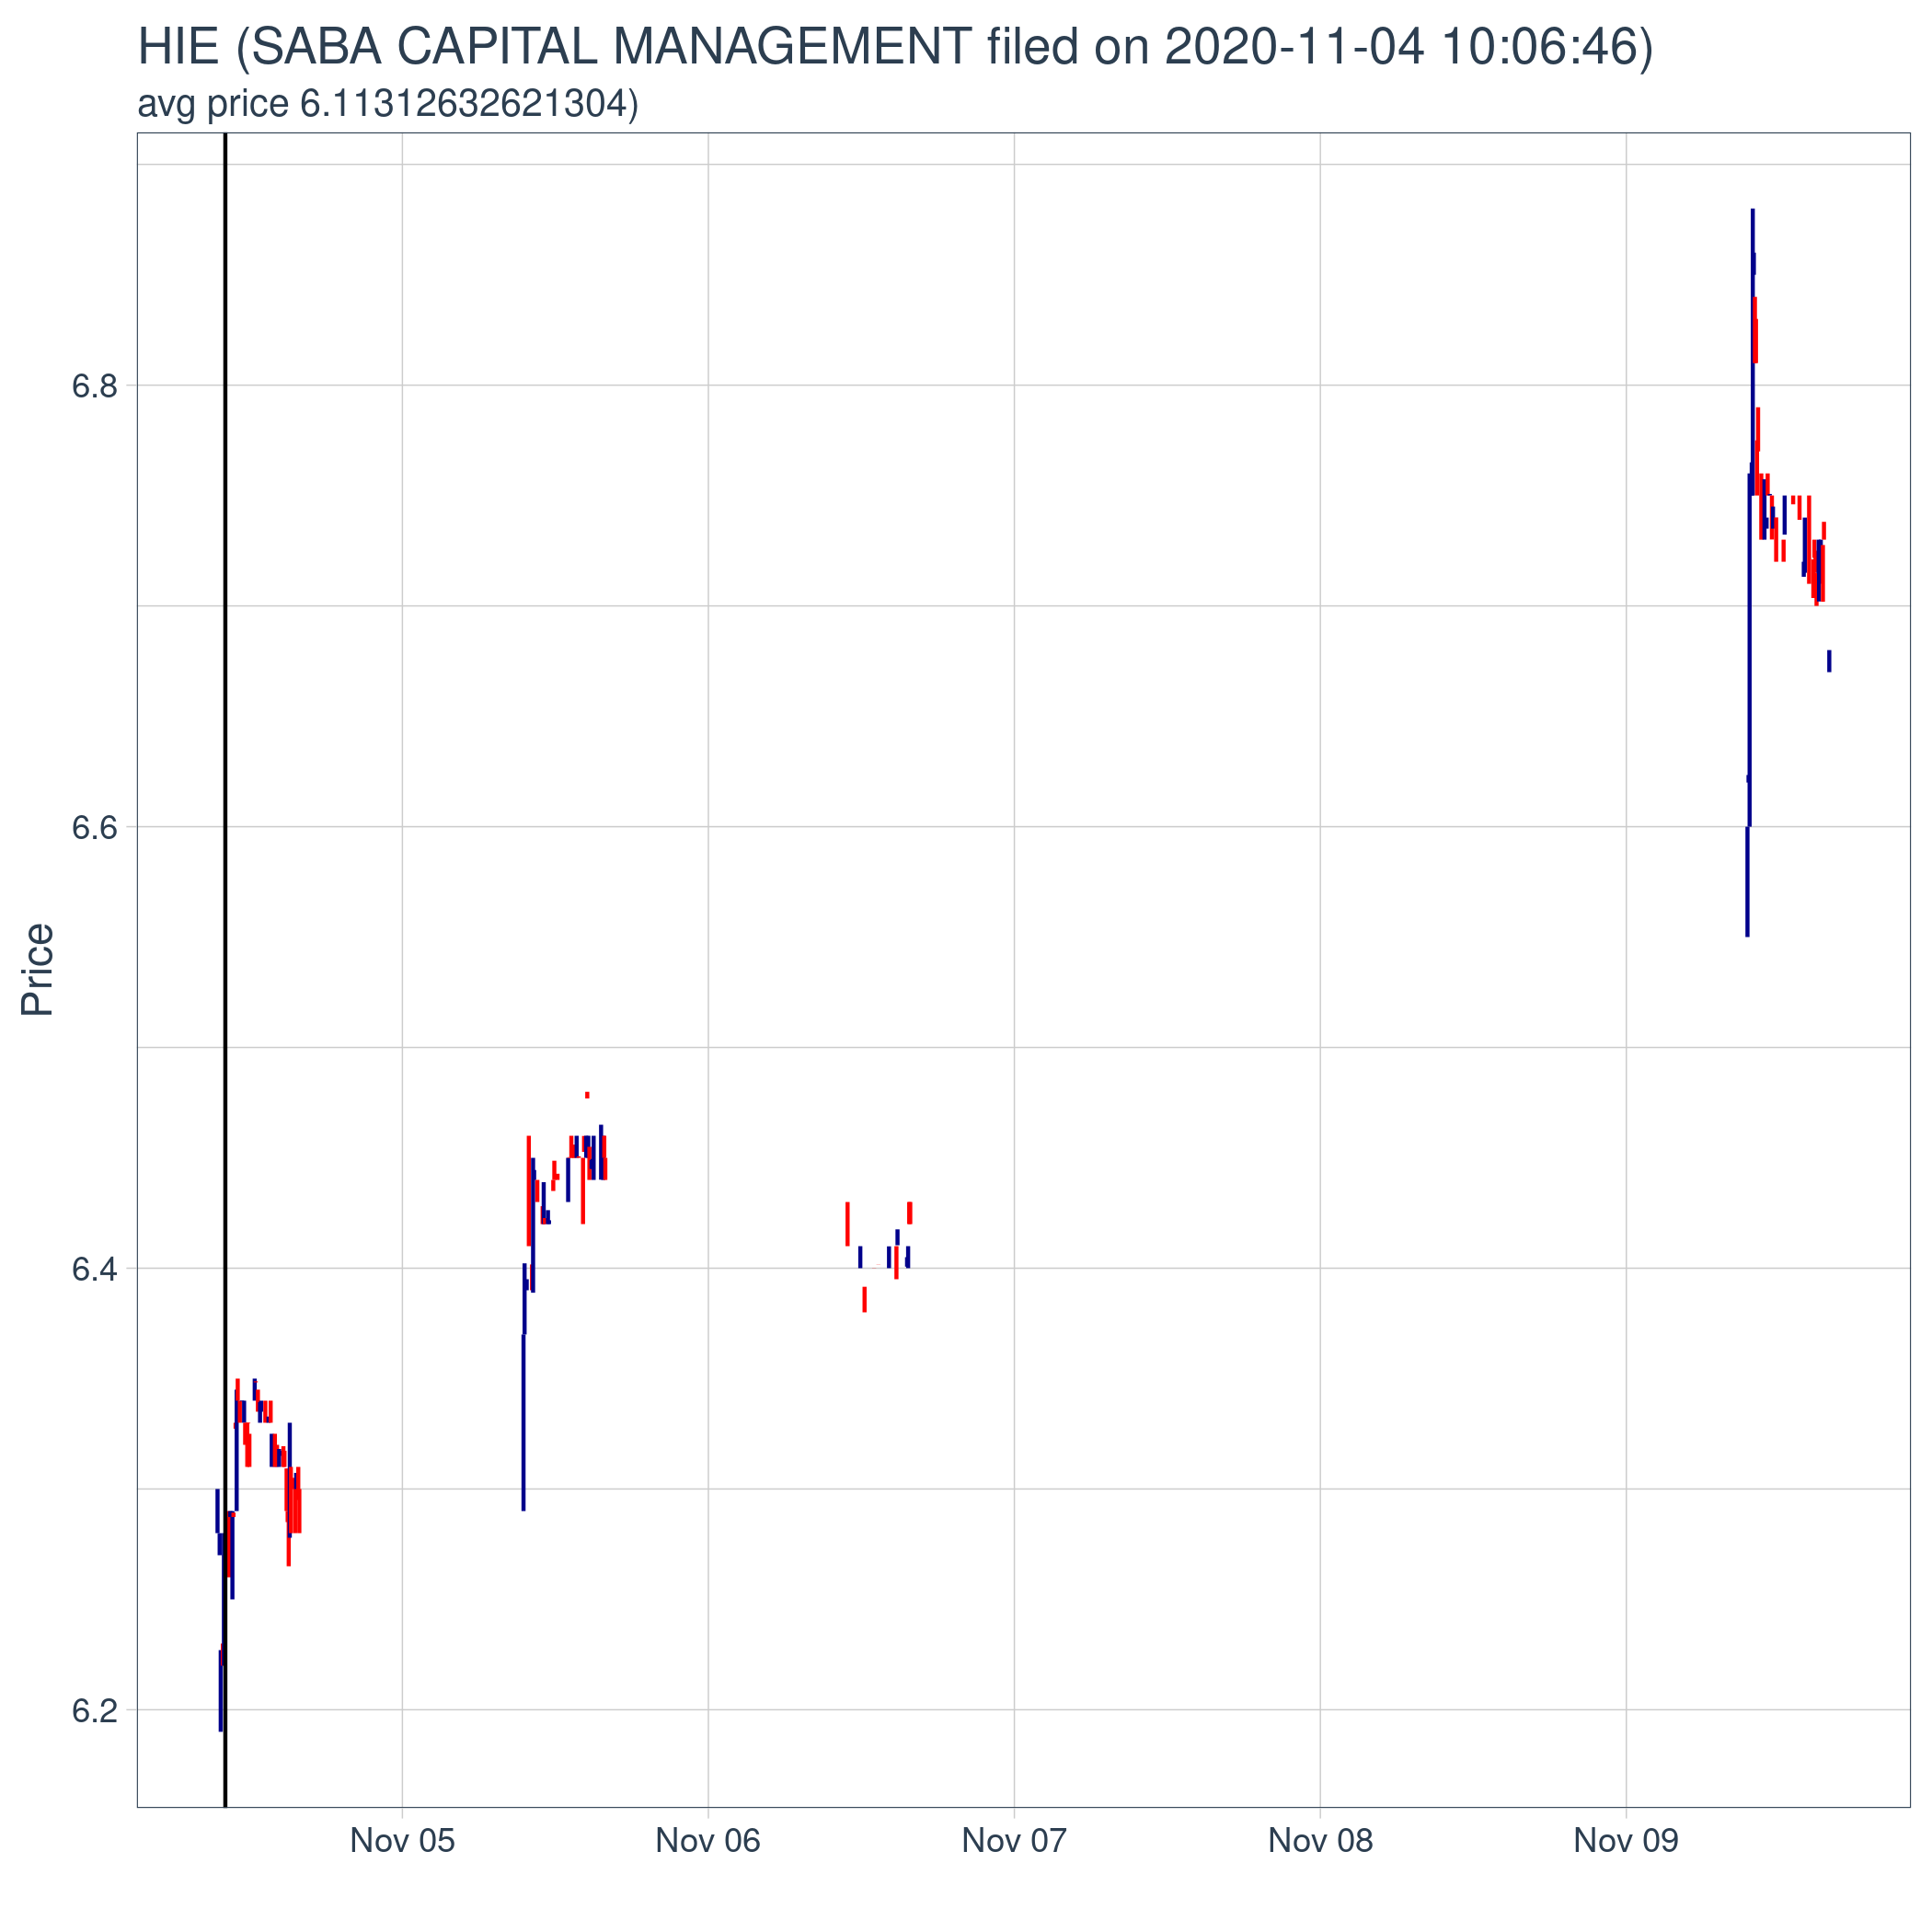 HIE (SABA CAPITAL MANAGEMENT filed on 2020-11-04 10:06:46)
avg price 6.11312632621304)
6.8
6.6
Price
6.4
6.2
Nov 05 Nov 06 Nov 07 Nov 08 Nov 09